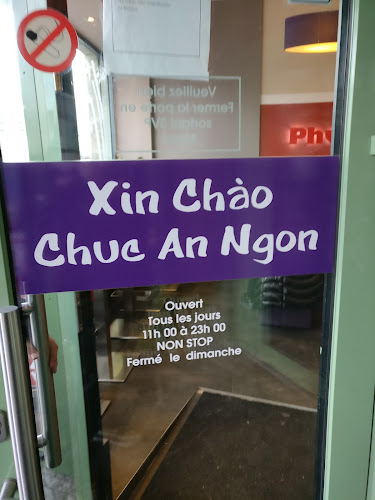 Veuillez bien
Fermer la porte en
sortant SVP
Phu
Xin Chào
Chuc An Ngon
Ouvert
Tous les jours
11h 00 à 23h 00
NON STOP
Fermé le dimanche